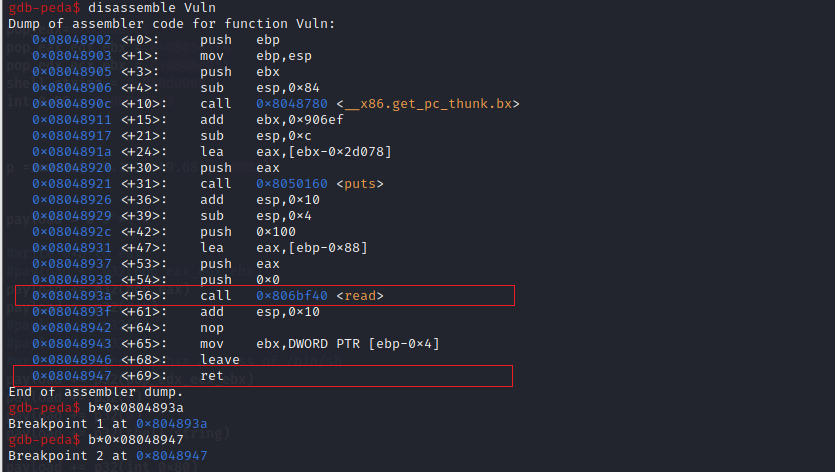 gdb-peda$ disassemble Vuln
Dump of assembler code for function Vuln:
0x08048902 <+0>: push ebp
0x08048903 <+1>: mov ebp,esp
0x08048905 <+3>: push ebx
0x08048906 <+4>: sub esp,0x84
0x0804890c <+10>: call 0x8048780 <__x86.get_pc_thunk.bx>
0x08048911 <+15>: add ebx,0x906ef
0x08048917 <+21>: sub esp,0xc
0x0804891a <+24>: lea eax,[ebx-0x2d078]
0x08048920 <+30>: push eax
0x08048921 <+31>: call 0x8050160 <puts>
0x08048926 <+36>: add esp,0x10
0x08048929 <+39>: sub esp,0x4
0x0804892c <+42>: push 0x100
0x08048931 <+47>: lea eax,[ebp-0x88]
0x08048937 <+53>: push eax
0x08048938 <+54>: push 0x0
0x0804893a <+56>: call 0x806bf40 <read>
0x0804893f <+61>: add esp,0x10
0x08048942 <+64>: nop
0x08048943 <+65>: mov ebx,DWORD PTR [ebp-0x4]
0x08048946 <+68>: leave
0x08048947 <+69>: ret
End of assembler dump.
gdb-peda$ b*0x0804893a
Breakpoint 1 at 0x804893a
gdb-peda$ b*0x08048947
Breakpoint 2 at 0x8048947